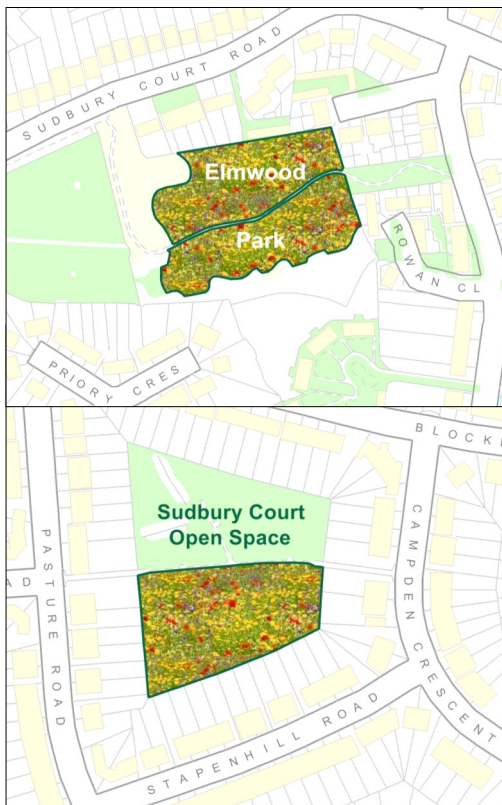 SUDBURY COURT ROAD
Elmwood
Park
ROWAN CL
PRIORY CRES
BLOCK
Sudbury Court
Open Space
PASTURE ROAD
AD
CAMPDEN CRESCENT
STAPENHILL ROAD